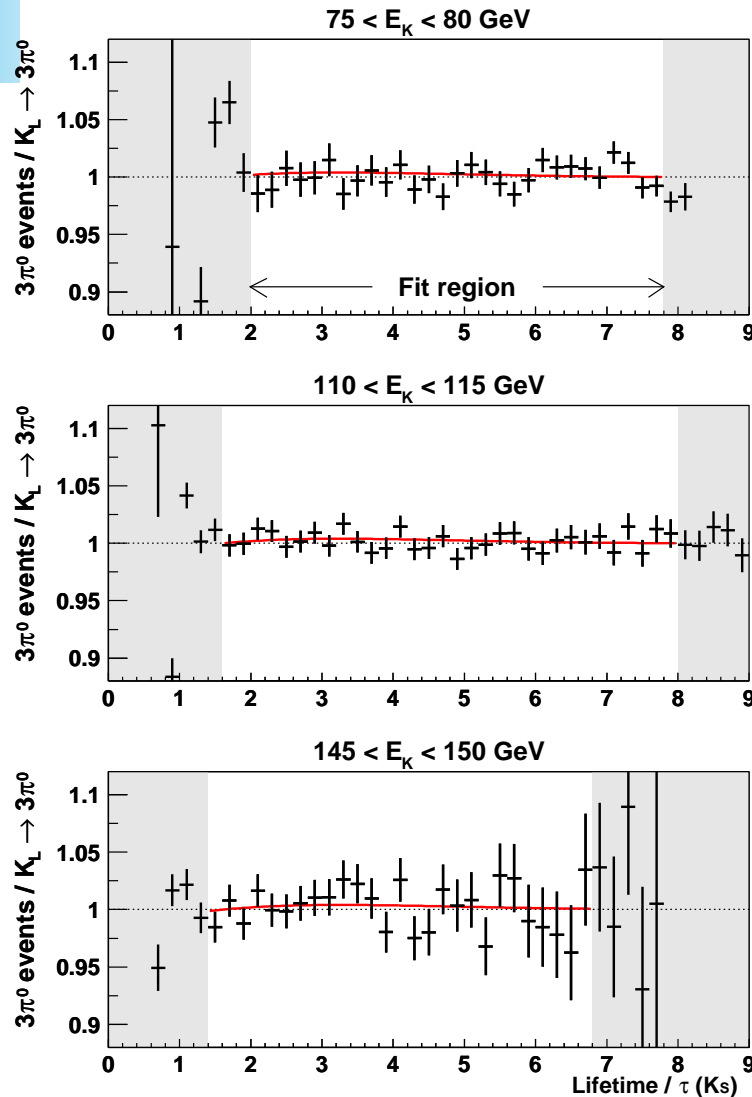 75 < E_K < 80 GeV
3π⁰ events / K_L → 3π⁰
1.1
1.05
1
0.95
0.9
Fit region
0 1 2 3 4 5 6 7 8 9
110 < E_K < 115 GeV
3π⁰ events / K_L → 3π⁰
1.1
1.05
1
0.95
0.9
0 1 2 3 4 5 6 7 8 9
145 < E_K < 150 GeV
3π⁰ events / K_L → 3π⁰
1.1
1.05
1
0.95
0.9
0 1 2 3 4 5 6 7 8 9
Lifetime / τ (Ks)